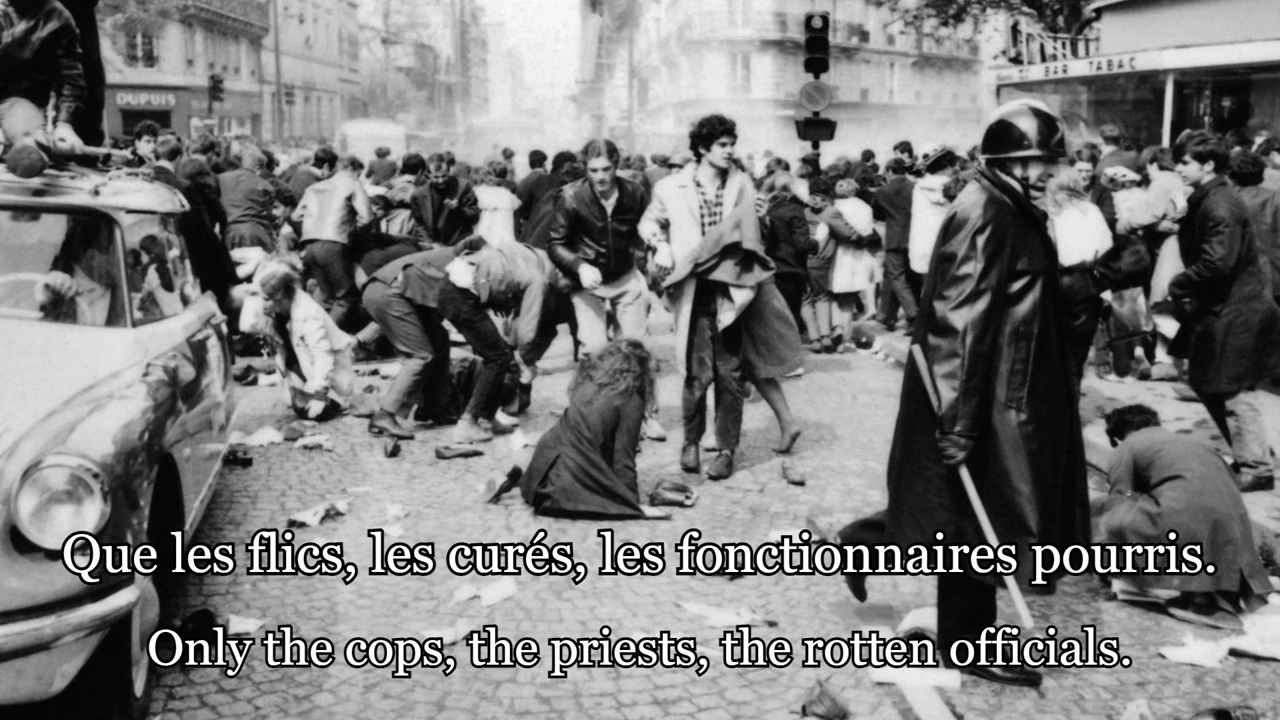 DUPUIS
BAR TABAC
Que les flics, les curés, les fonctionnaires pourris.
Only the cops, the priests, the rotten officials.